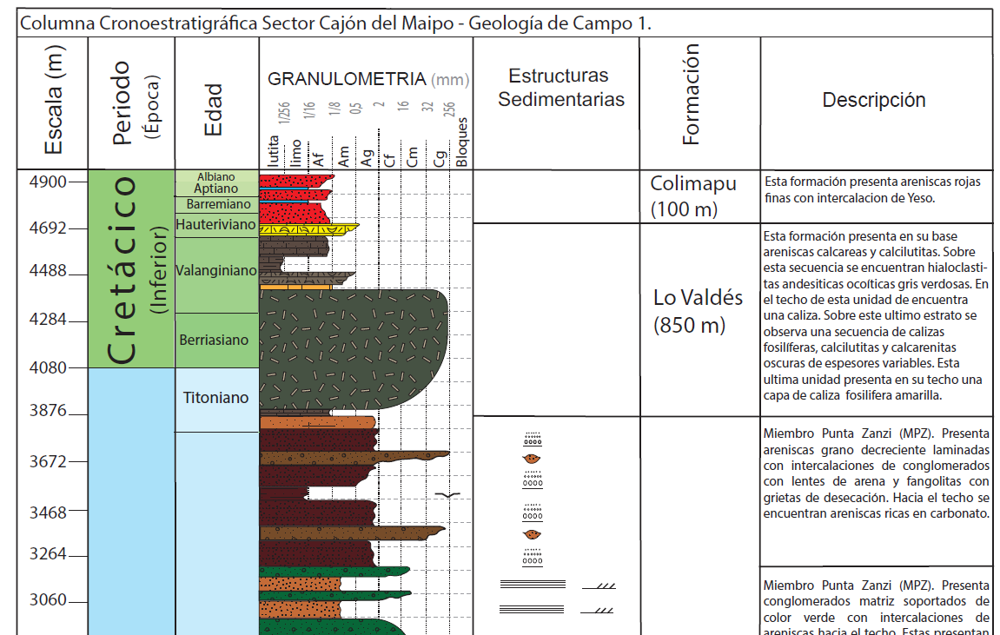 Columna Cronoestratigráfica Sector Cajón del Maipo - Geología de Campo 1.
Escala (m)
Periodo
(Época)
Edad
GRANULOMETRIA (mm)
1/256
1/16
1/8
0,5
2
16
32
256
lutita
limo
Af
Am
Ag
Cf
Cm
Cg
Bloques
Estructuras
Sedimentarias
Formación
Descripción
4900
4692
4488
4284
4080
3876
3672
3468
3264
3060
Cretácico
(Inferior)
Albiano
Aptiano
Barremiano
Hauteriviano
Valanginiano
Berriasiano
Titoniano
Colimapu
(100 m)
Esta formación presenta areniscas rojas
finas con intercalacion de Yeso.
Lo Valdés
(850 m)
Esta formación presenta en su base
areniscas calcareas y calcilutitas. Sobre
esta secuencia se encuentran hialoclasti-
tas andesiticas ocoíticas gris verdosas. En
el techo de esta unidad de encuentra
una caliza. Sobre este ultimo estrato se
observa una secuencia de calizas
fosilíferas, calcilutitas y calcarenitas
oscuras de espesores variables. Esta
ultima unidad presenta en su techo una
capa de caliza fosilifera amarilla.
Miembro Punta Zanzi (MPZ). Presenta
areniscas grano decreciente laminadas
con intercalaciones de conglomerados
con lentes de arena y fangolitas con
grietas de desecación. Hacia el techo se
encuentran areniscas ricas en carbonato.
Miembro Punta Zanzi (MPZ). Presenta
conglomerados matriz soportados de
color verde con intercalaciones de
areniscas hacia el techo. Estas presentan